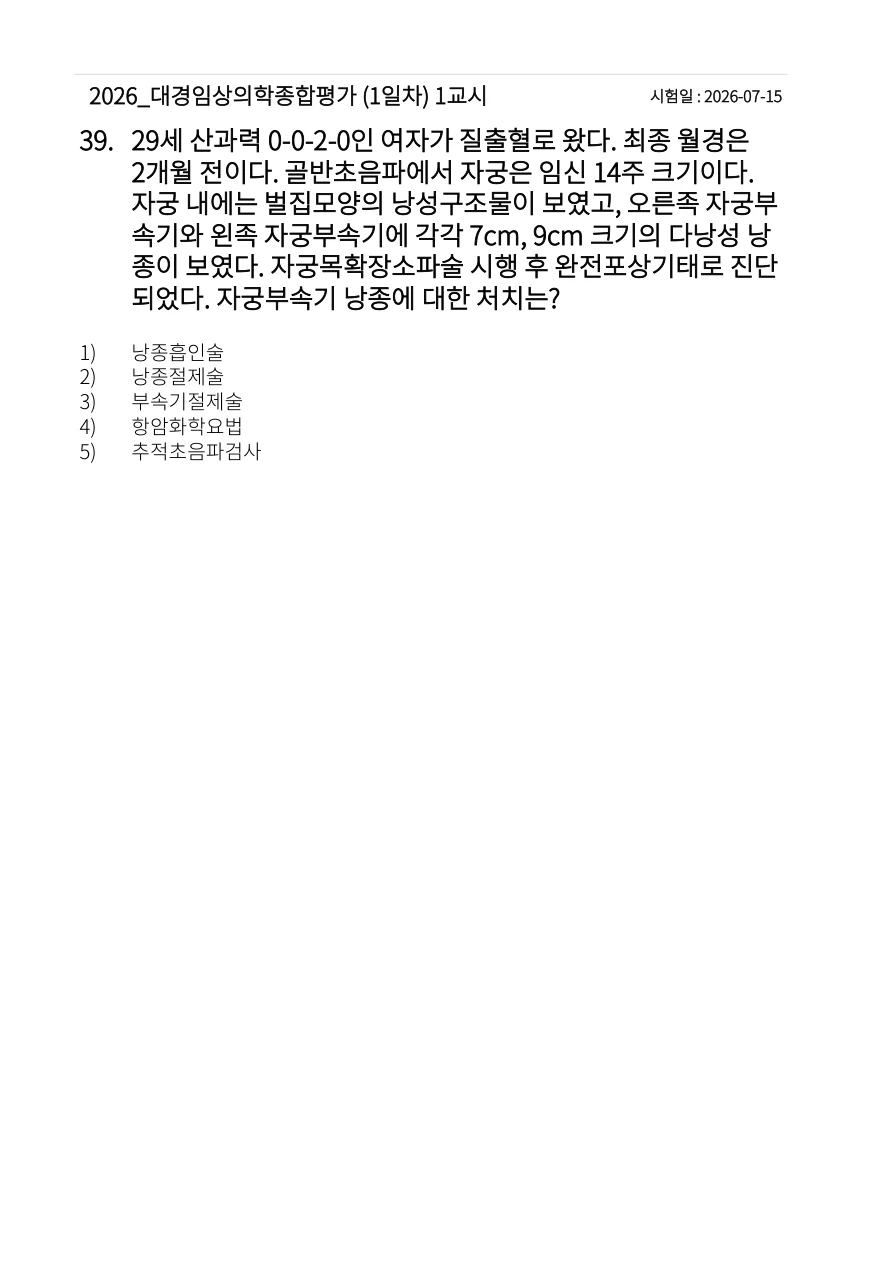 2026_대경임상의학종합평가 (1일차) 1교시
시험일 : 2026-07-15
39. 29세 산과력 0-0-2-0인 여자가 질출혈로 왔다. 최종 월경은
2개월 전이다. 골반초음파에서 자궁은 임신 14주 크기이다.
자궁 내에는 벌집모양의 낭성구조물이 보였고, 오른족 자궁부
속기와 왼족 자궁부속기에 각각 7cm, 9cm 크기의 다낭성 낭
종이 보였다. 자궁목확장소파술 시행 후 완전포상기태로 진단
되었다. 자궁부속기 낭종에 대한 처치는?
1) 낭종흡인술
2) 낭종절제술
3) 부속기절제술
4) 항암화학요법
5) 추적초음파검사